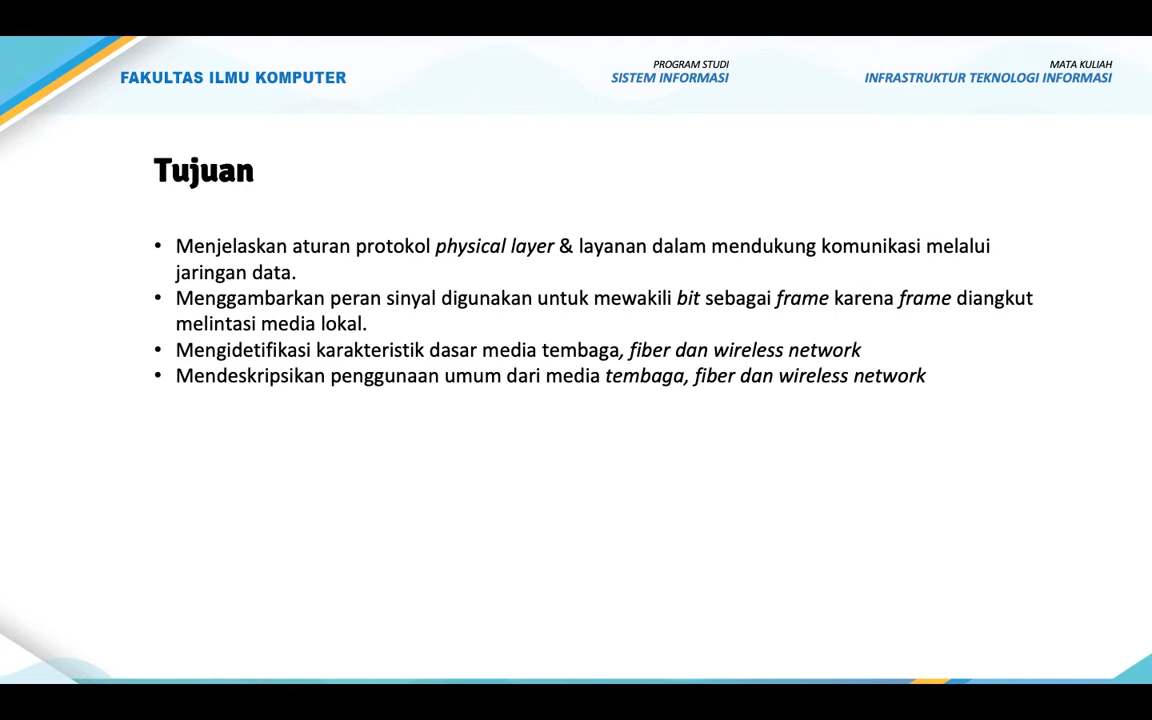 FAKULTAS ILMU KOMPUTER
PROGRAM STUDI
SISTEM INFORMASI
MATA KULIAH
INFRASTRUKTUR TEKNOLOGI INFORMASI
Tujuan
• Menjelaskan aturan protokol physical layer & layanan dalam mendukung komunikasi melalui
jaringan data.
• Menggambarkan peran sinyal digunakan untuk mewakili bit sebagai frame karena frame diangkut
melintasi media lokal.
• Mengidetifikasi karakteristik dasar media tembaga, fiber dan wireless network
• Mendeskripsikan penggunaan umum dari media tembaga, fiber dan wireless network